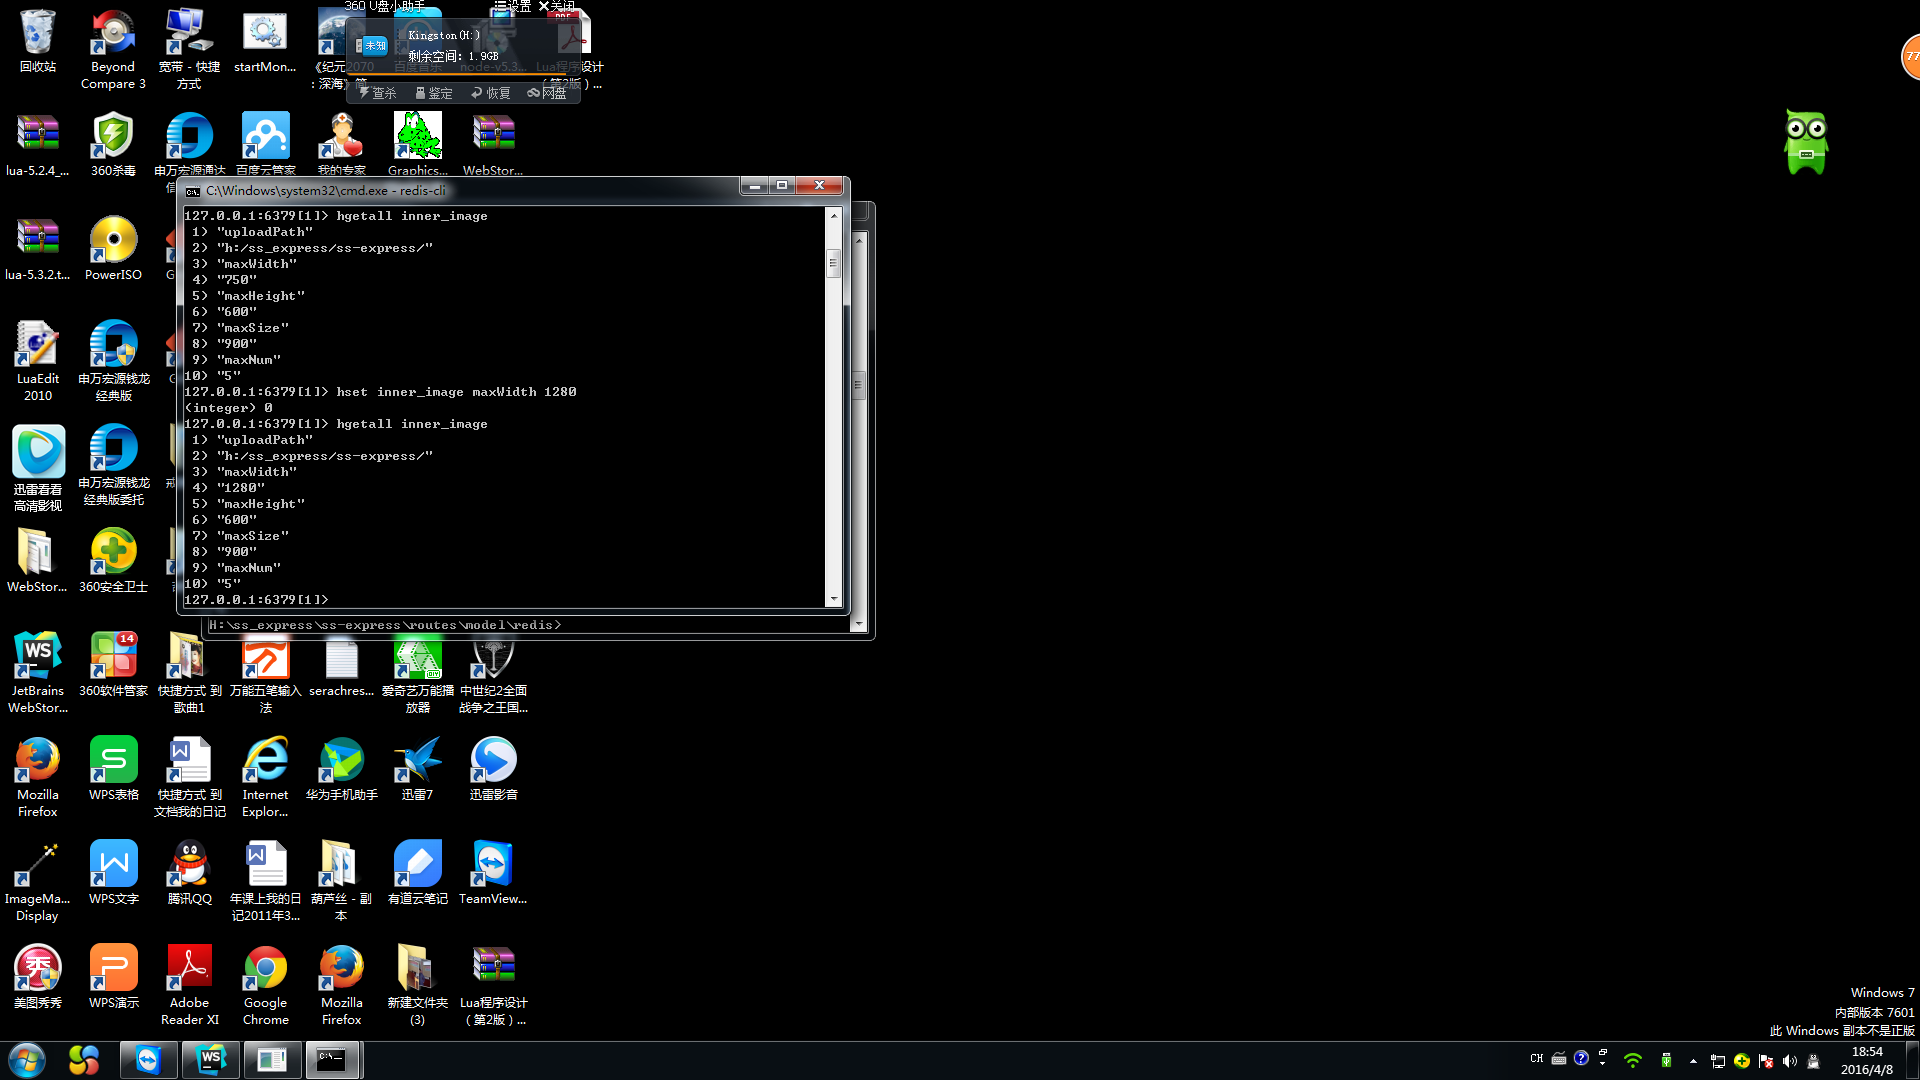 360 U盘小助手
设置
关闭
未知
Kingston(H:)
剩余空间: 1.9GB
查杀
鉴定
恢复
网盘
77
回收站
Beyond
Compare 3
宽带 - 快捷
方式
startMon...
《纪元2070
：深海》简
百度音乐
node-v5.3...
Lua程序设计
（第2版）...
lua-5.2.4_...
360杀毒
申万宏源通达
百度云管家
我的专家
Graphics...
WebStor...
lua-5.3.2.t...
PowerISO
LuaEdit
2010
申万宏源钱龙
经典版
迅雷看看
高清影视
申万宏源钱龙
经典版委托
WebStor...
360安全卫士
C:\Windows\system32\cmd.exe - redis-cli
127.0.0.1:6379[1]> hgetall inner_image
1) "uploadPath"
2) "h:/ss_express/ss-express/"
3) "maxWidth"
4) "750"
5) "maxHeight"
6) "600"
7) "maxSize"
8) "900"
9) "maxNum"
10) "5"
127.0.0.1:6379[1]> hset inner_image maxWidth 1280
(integer) 0
127.0.0.1:6379[1]> hgetall inner_image
1) "uploadPath"
2) "h:/ss_express/ss-express/"
3) "maxWidth"
4) "1280"
5) "maxHeight"
6) "600"
7) "maxSize"
8) "900"
9) "maxNum"
10) "5"
127.0.0.1:6379[1]>
H:\ss_express\ss-express\routes\model\redis>
JetBrains
WebStor...
14
360软件管家
快捷方式 到
歌曲1
万能五笔输入
法
serachres...
爱奇艺万能播
放器
中世纪2全面
战争之王国...
Mozilla
Firefox
WPS表格
快捷方式 到
文档我的日记
Internet
Explor...
华为手机助手
迅雷7
迅雷影音
ImageMa...
Display
WPS文字
腾讯QQ
年课上我的日
记2011年3...
葫芦丝 - 副
本
有道云笔记
TeamView...
美图秀秀
WPS演示
Adobe
Reader XI
Google
Chrome
Mozilla
Firefox
新建文件夹
(3)
Lua程序设计
（第2版）...
Windows 7
内部版本 7601
此 Windows 副本不是正版
CH
18:54
2016/4/8